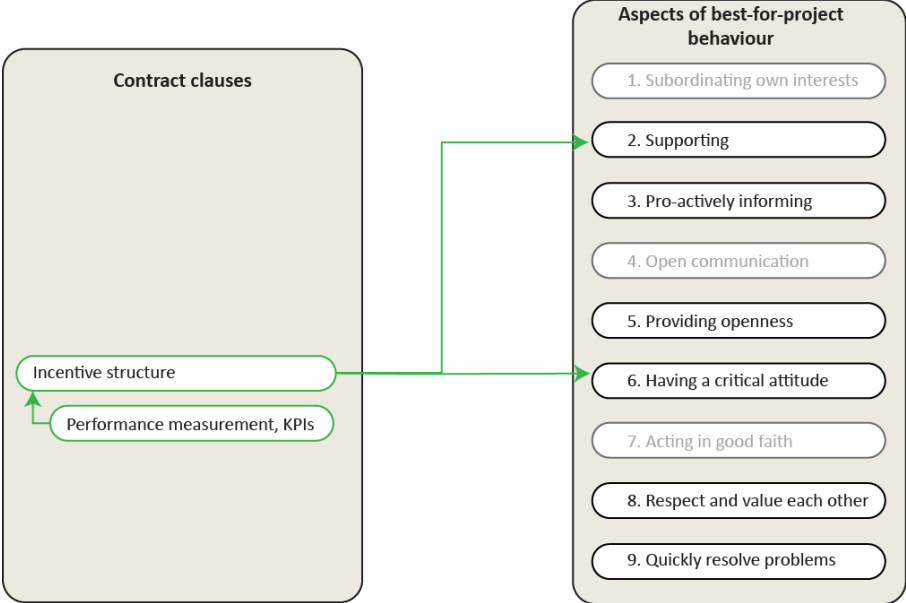 Contract clauses
Incentive structure
Performance measurement, KPIs
Aspects of best-for-project
behaviour
1. Subordinating own interests
2. Supporting
3. Pro-actively informing
4. Open communication
5. Providing openness
6. Having a critical attitude
7. Acting in good faith
8. Respect and value each other
9. Quickly resolve problems